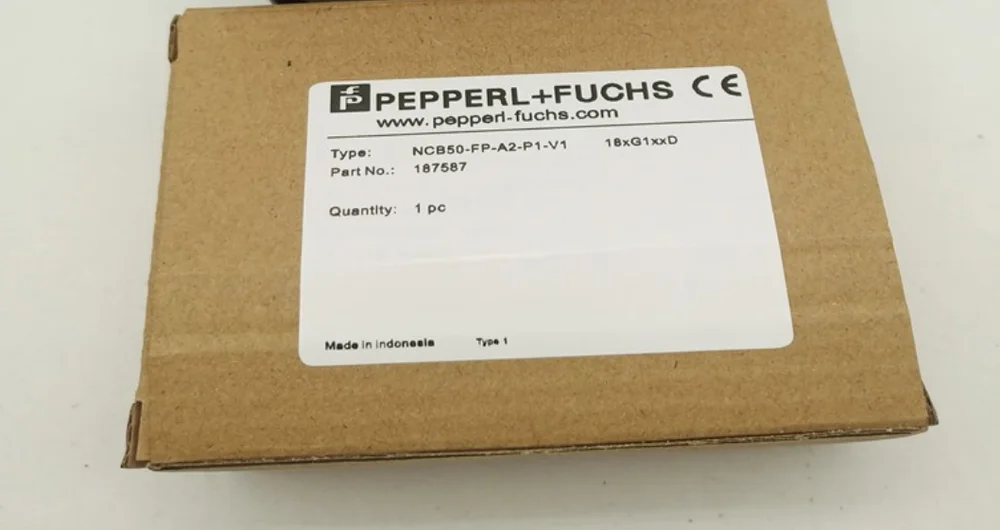 PEPPERL+FUCHS CE
www.pepperl-fuchs.com
Type: NCB50-FP-A2-P1-V1 18xG1xxD
Part No.: 187587
Quantity: 1 pc
Made in Indonesia Type 1